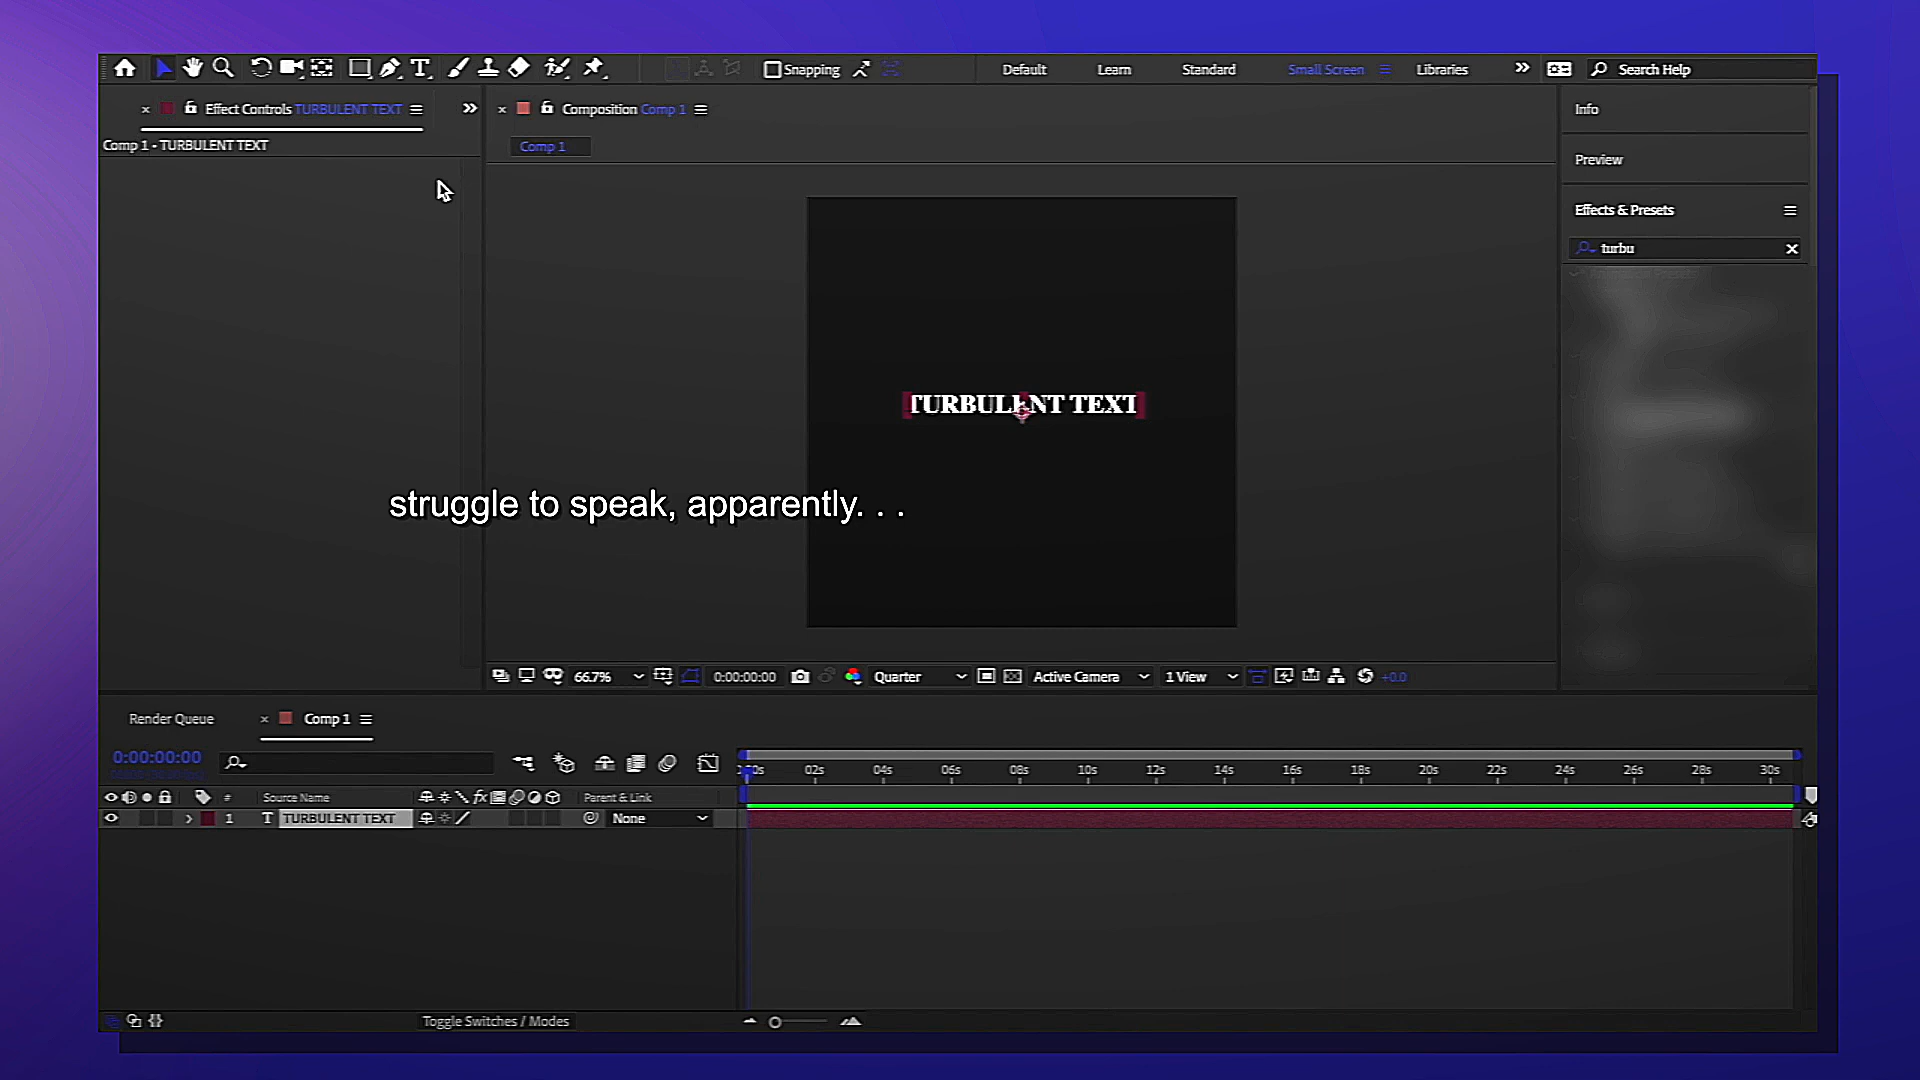 Snapping
Default
Learn
Standard
Small Screen
Libraries
Search Help
Effect Controls TURBULENT TEXT
Composition Comp 1
Info
Comp 1 - TURBULENT TEXT
Comp 1
Preview
Effects & Presets
turbu
TURBULENT TEXT
struggle to speak, apparently. . .
66.7%
0:00:00:00
Quarter
Active Camera
1 View
+0.0
Render Queue
Comp 1
0:00:00:00
02s 04s 06s 08s 10s 12s 14s 16s 18s 20s 22s 24s 26s 28s 30s
# Source Name
fx
Parent & Link
1 T TURBULENT TEXT
None
Toggle Switches / Modes